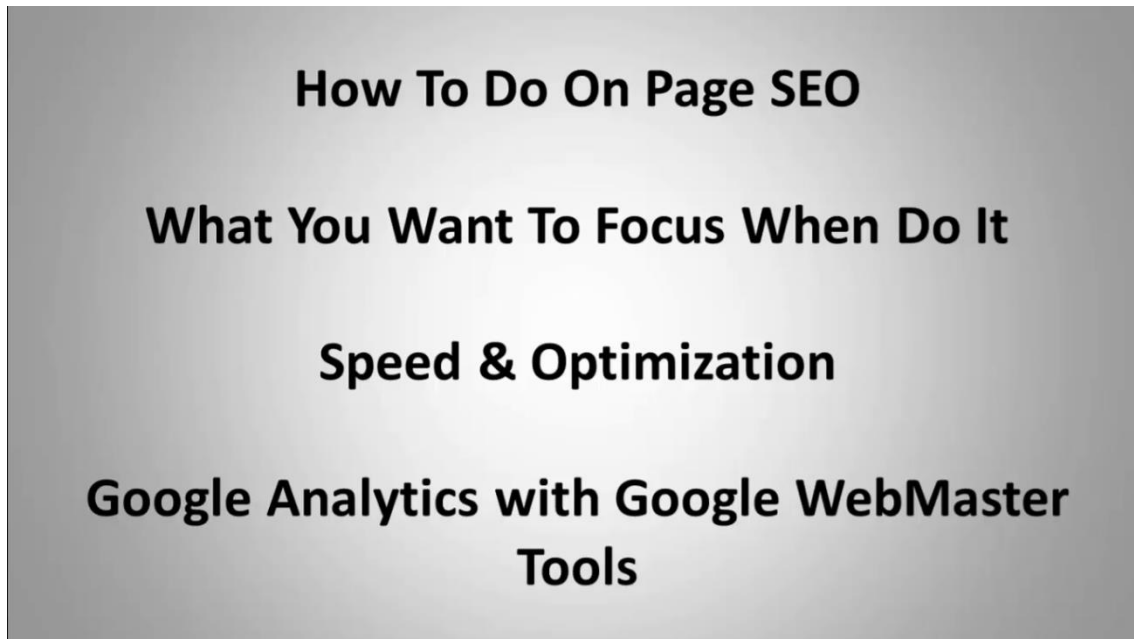 How To Do On Page SEO
What You Want To Focus When Do It
Speed & Optimization
Google Analytics with Google WebMaster
Tools